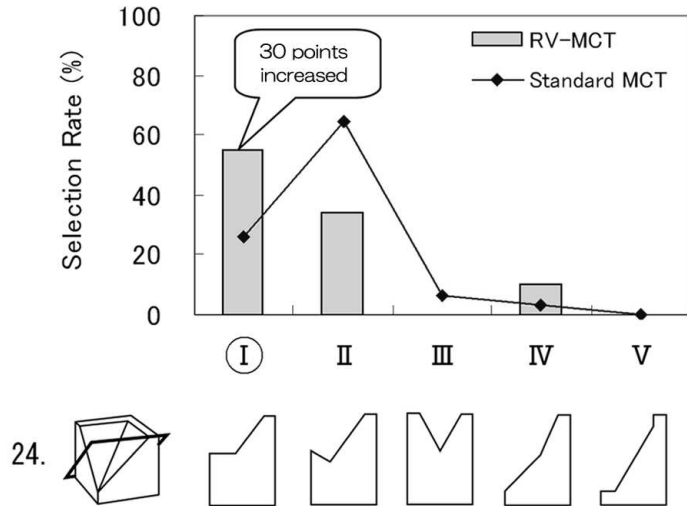 100
80
60
40
20
0
Selection Rate (%)
30 points
increased
RV-MCT
Standard MCT
Ⅰ Ⅱ Ⅲ Ⅳ Ⅴ
24.